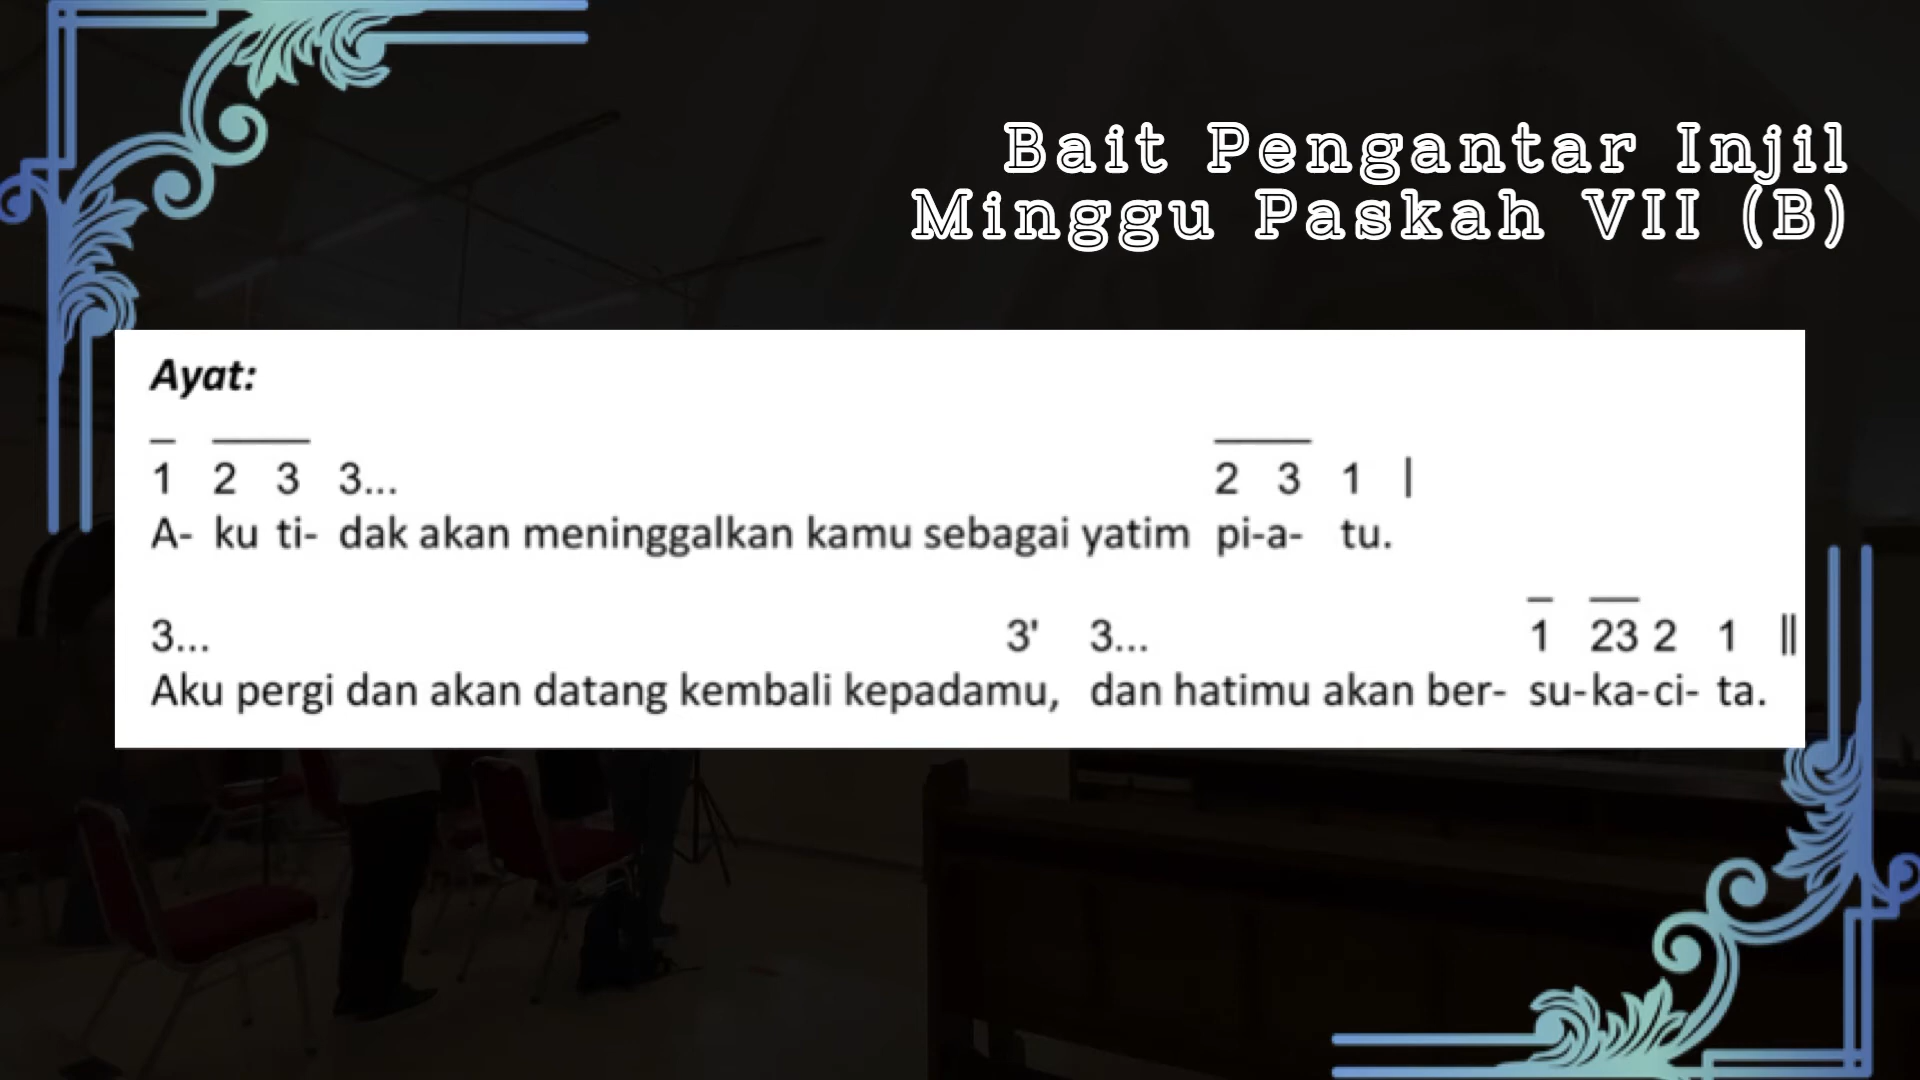 Bait Pengantar Injil
Minggu Paskah VII (B)
Ayat:
1 2 3 3... 2 3 1 |
A- ku ti- dak akan meninggalkan kamu sebagai yatim pi-a- tu.
3... 3' 3... 1 23 2 1 ||
Aku pergi dan akan datang kembali kepadamu, dan hatimu akan ber- su-ka-ci- ta.